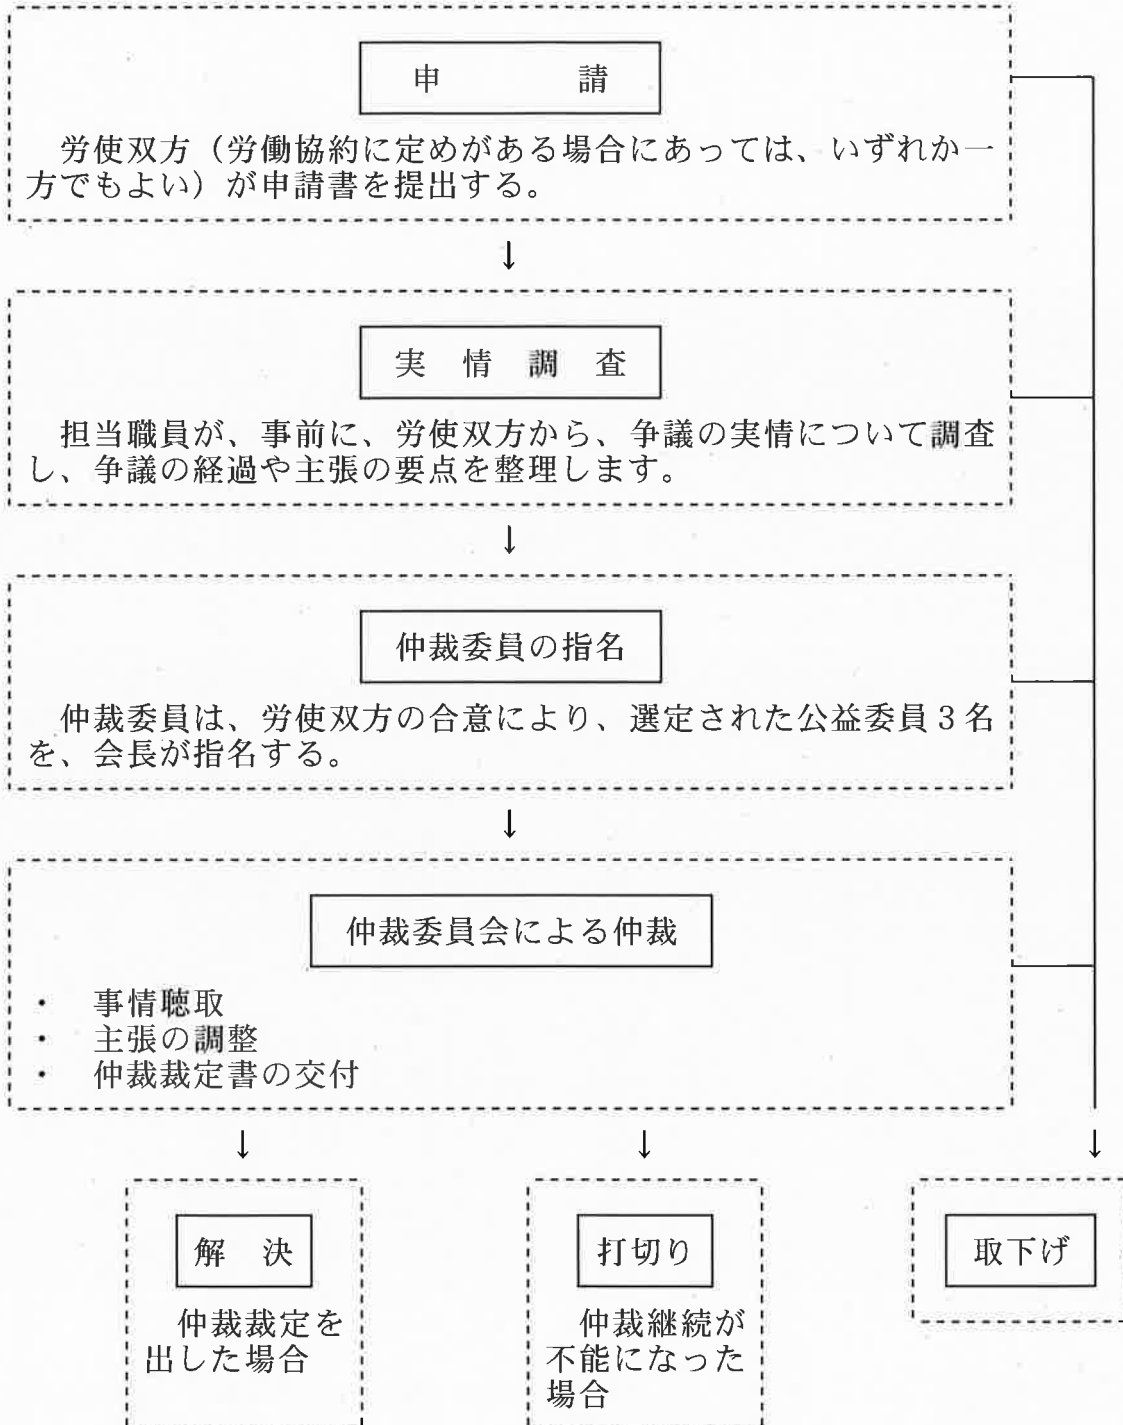 申　請
労使双方（労働協約に定めがある場合にあっては、いずれか一
方でもよい）が申請書を提出する。
↓
実情調査
担当職員が、事前に、労使双方から、争議の実情について調査
し、争議の経過や主張の要点を整理します。
↓
仲裁委員の指名
仲裁委員は、労使双方の合意により、選定された公益委員３名
を、会長が指名する。
↓
仲裁委員会による仲裁
・　事情聴取
・　主張の調整
・　仲裁裁定書の交付
↓　↓　↓
解　決
仲裁裁定を
出した場合
打切り
仲裁継続が
不能になった
場合
取下げ